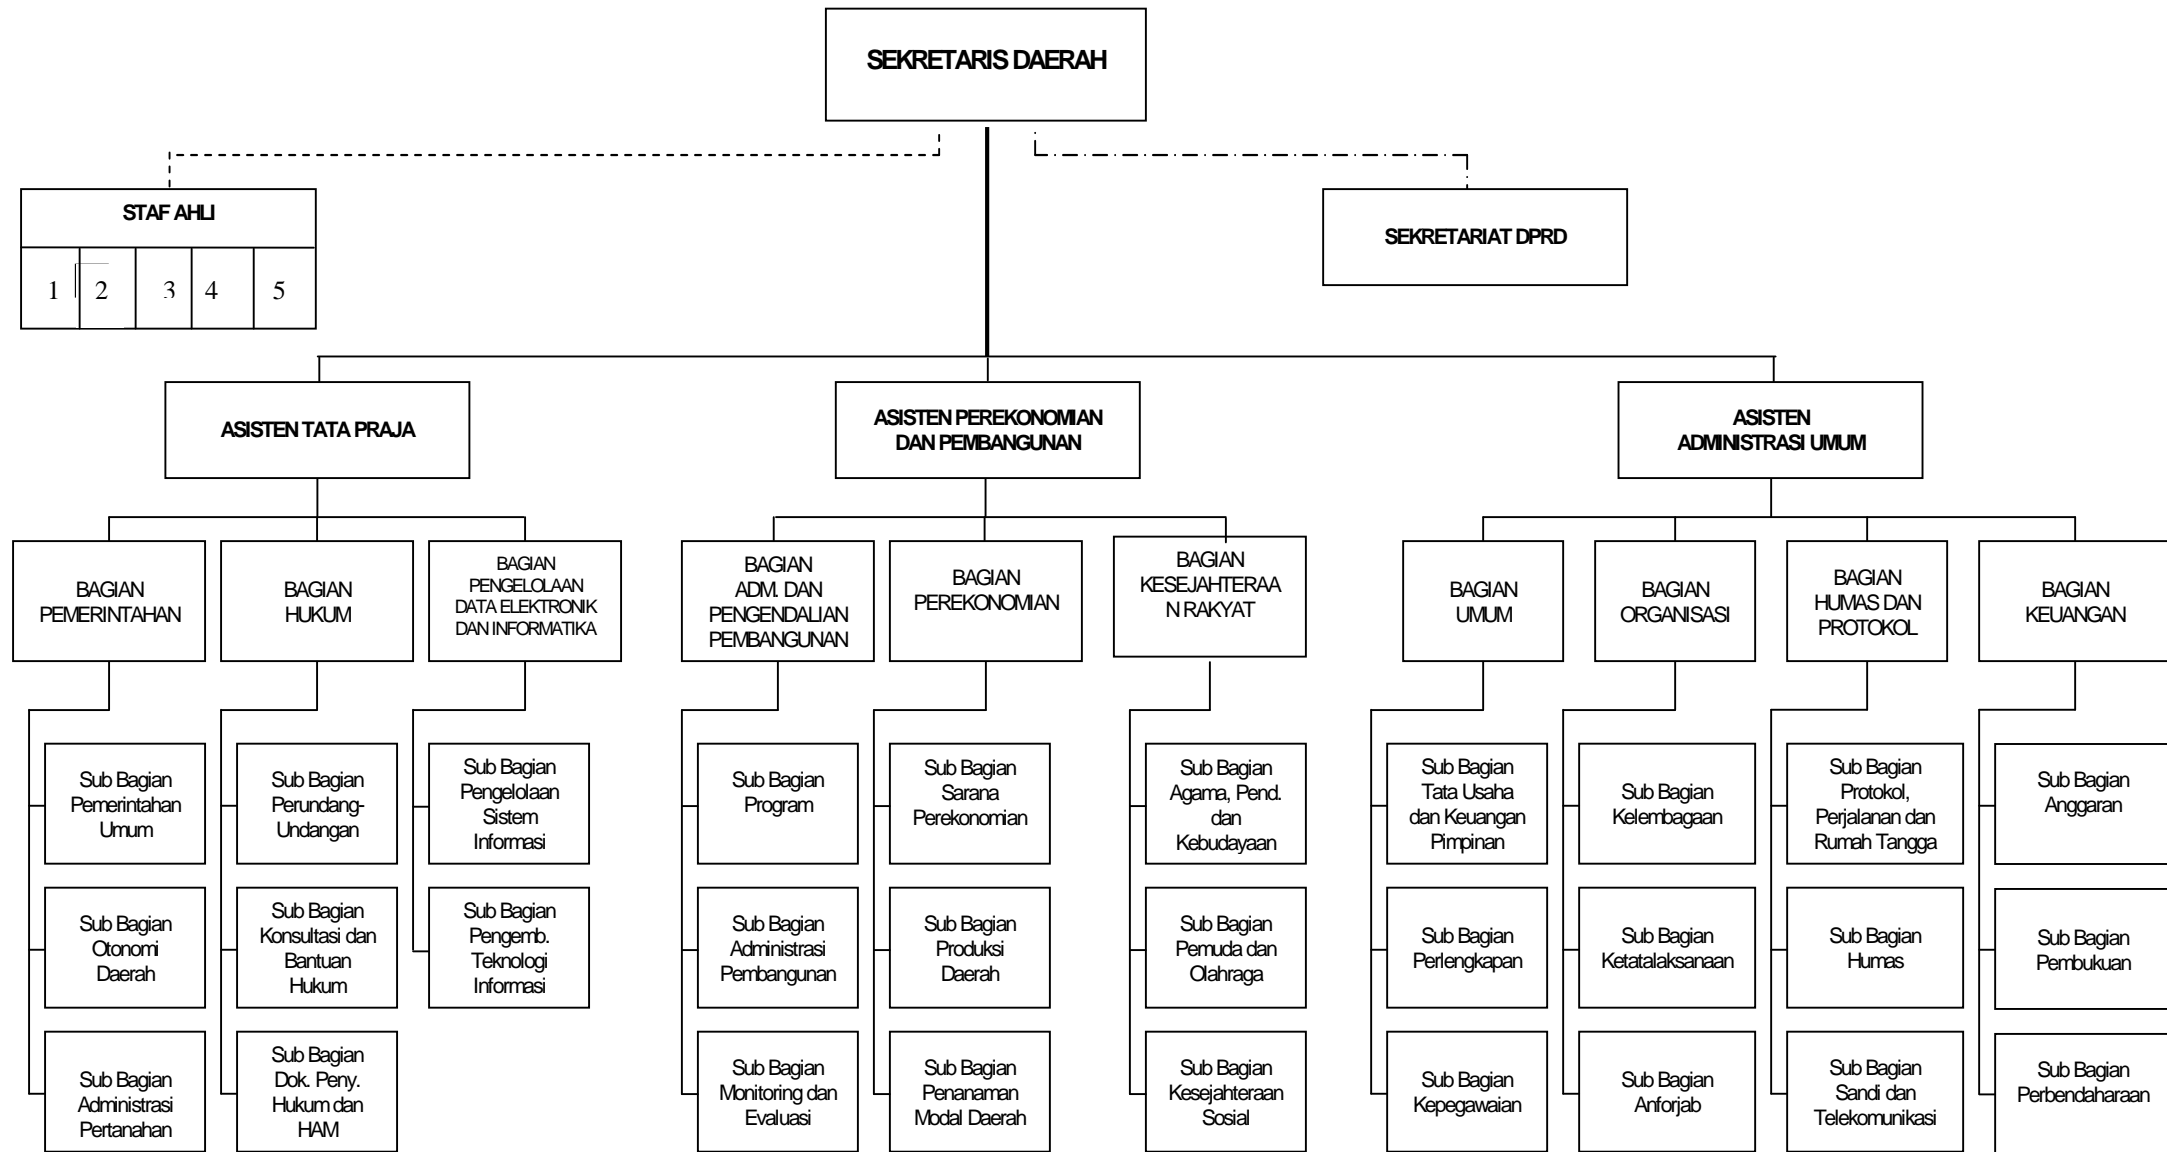 SEKRETARIS DAERAH
STAF AHLI
1 2 3 4 5
SEKRETARIAT DPRD
ASISTEN TATA PRAJA
ASISTEN PEREKONOMIAN
DAN PEMBANGUNAN
ASISTEN
ADMINISTRASI UMUM
BAGIAN
PEMERINTAHAN
BAGIAN
HUKUM
BAGIAN
PENGELOLAAN
DATA ELEKTRONIK
DAN INFORMATIKA
BAGIAN
ADM. DAN
PENGENDALIAN
PEMBANGUNAN
BAGIAN
PEREKONOMIAN
BAGIAN
KESEJAHTERAA
N RAKYAT
BAGIAN
UMUM
BAGIAN
ORGANISASI
BAGIAN
HUMAS DAN
PROTOKOL
BAGIAN
KEUANGAN
Sub Bagian
Pemerintahan
Umum
Sub Bagian
Perundang-
Undangan
Sub Bagian
Pengelolaan
Sistem
Informasi
Sub Bagian
Program
Sub Bagian
Sarana
Perekonomian
Sub Bagian
Agama, Pend.
dan
Kebudayaan
Sub Bagian
Tata Usaha
dan Keuangan
Pimpinan
Sub Bagian
Kelembagaan
Sub Bagian
Protokol,
Perjalanan dan
Rumah Tangga
Sub Bagian
Anggaran
Sub Bagian
Otonomi
Daerah
Sub Bagian
Konsultasi dan
Bantuan
Hukum
Sub Bagian
Pengemb.
Teknologi
Informasi
Sub Bagian
Administrasi
Pembangunan
Sub Bagian
Produksi
Daerah
Sub Bagian
Pemuda dan
Olahraga
Sub Bagian
Perlengkapan
Sub Bagian
Ketatalaksanaan
Sub Bagian
Humas
Sub Bagian
Pembukuan
Sub Bagian
Administrasi
Pertanahan
Sub Bagian
Dok. Peny.
Hukum dan
HAM
Sub Bagian
Monitoring dan
Evaluasi
Sub Bagian
Penanaman
Modal Daerah
Sub Bagian
Kesejahteraan
Sosial
Sub Bagian
Kepegawaian
Sub Bagian
Anforjab
Sub Bagian
Sandi dan
Telekomunikasi
Sub Bagian
Perbendaharaan